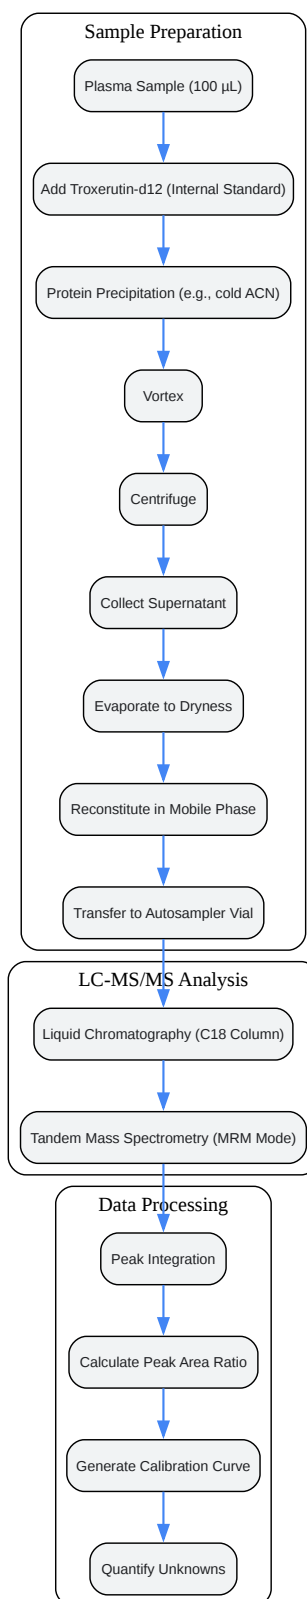 Sample Preparation
Plasma Sample (100 µL)
Add Troxerutin-d12 (Internal Standard)
Protein Precipitation (e.g., cold ACN)
Vortex
Centrifuge
Collect Supernatant
Evaporate to Dryness
Reconstitute in Mobile Phase
Transfer to Autosampler Vial
LC-MS/MS Analysis
Liquid Chromatography (C18 Column)
Tandem Mass Spectrometry (MRM Mode)
Data Processing
Peak Integration
Calculate Peak Area Ratio
Generate Calibration Curve
Quantify Unknowns